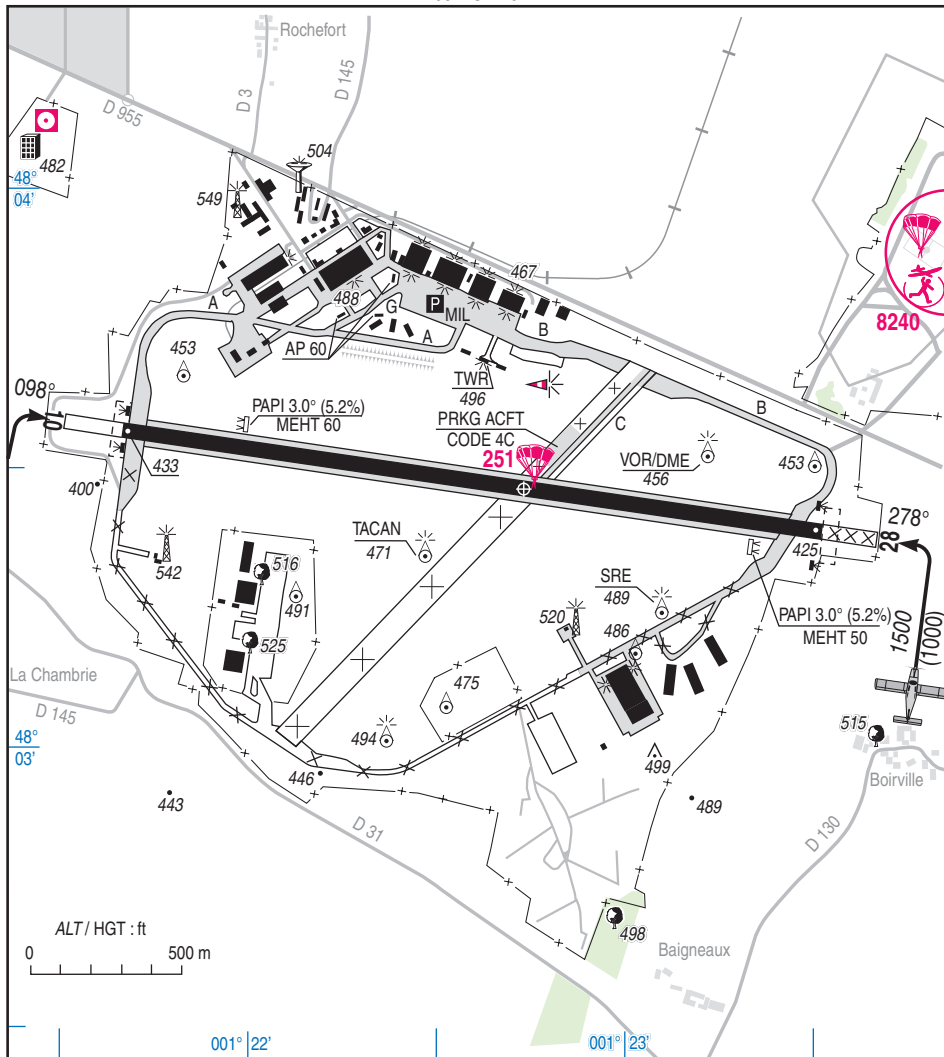 Rochefort
D 955
D 3
D 145
482
504
48°
04'
549
467
8240
488
A
G
P
MIL
A
B
AP 60
453
TWR
496
098°
10
PAPI 3.0° (5.2%)
MEHT 60
PRKG ACFT
CODE 4C
251
C
B
VOR/DME
456
453
433
400
278°
28
425
TACAN
471
542
516
491
SRE
489
520
486
PAPI 3.0° (5.2%)
MEHT 50
1500
(1000)
525
La Chambrie
D 145
475
515
48°
03'
494
499
446
Boirville
443
489
D 31
D 130
ALT / HGT : ft
498
0
500 m
Baigneaux
001° 22'
001° 23'